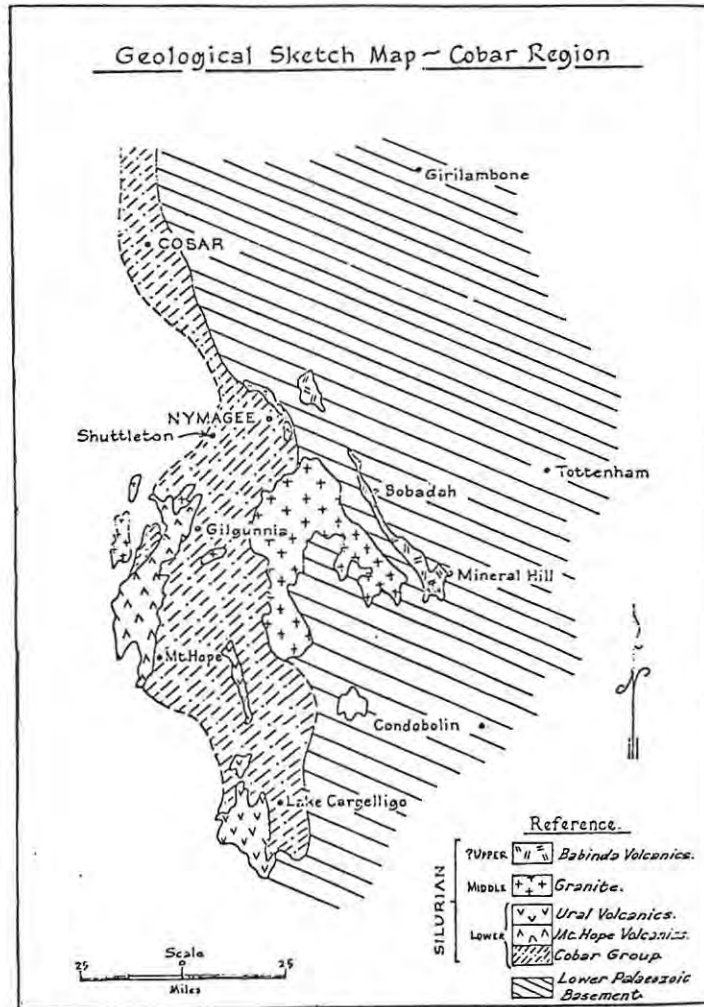 Geological Sketch Map ~ Cobar Region
Girilambone
COSAR
NYMAGEE
Shuttleton
Tottenham
Bobadah
Gilgunnia
Mineral Hill
Mt. Hope
Condobolin
Lake Cargelligo
Reference.
SILURIAN
?UPPER
Babinda Volcanics.
MIDDLE
Granite.
LOWER
Ural Volcanics.
Mt. Hope Volcanics.
Cobar Group.
Lower Palaeozoic
Basement.
Scale
25 0 25
Miles